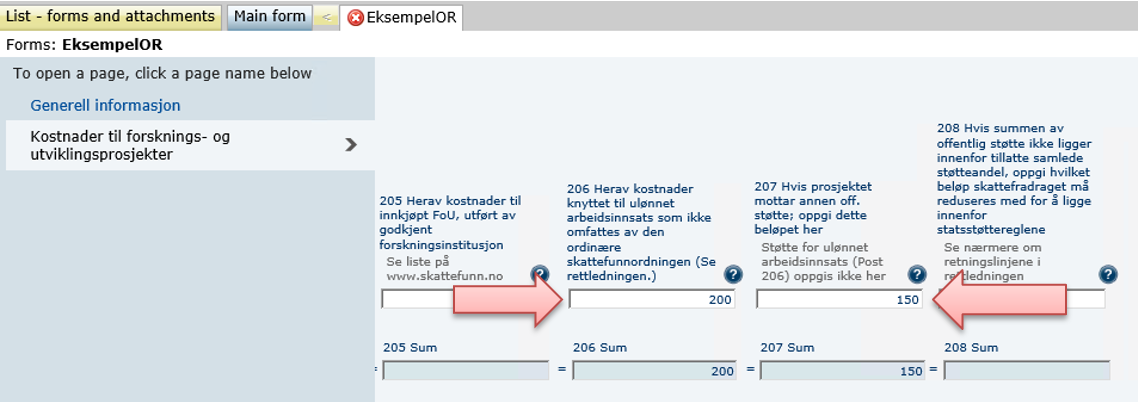 List - forms and attachments
Main form
<
EksempelOR
Forms: EksempelOR
To open a page, click a page name below
Generell informasjon
Kostnader til forsknings- og
utviklingsprosjekter
205 Herav kostnader til
innkjøpt FoU, utført av
godkjent
forskningsinstitusjon
Se liste på
www.skattefunn.no
?
206 Herav kostnader
knyttet til ulønnet
arbeidsinnsats som ikke
omfattes av den
ordinære
skattefunnordningen (Se
rettledningen.)
?
200
207 Hvis prosjektet
mottar annen off.
støtte; oppgi dette
beløpet her
Støtte for ulønnet
arbeidsinnsats (Post
206) oppgis ikke her
?
150
208 Hvis summen av
offentlig støtte ikke ligger
innenfor tillatte samlede
støtteandel, oppgi hvilket
beløp skattefradraget må
reduseres med for å ligge
innenfor
statsstøttereglene
Se nærmere om
retningslinjene i
?
205 Sum
206 Sum
207 Sum
208 Sum
=
=
200
=
150
=